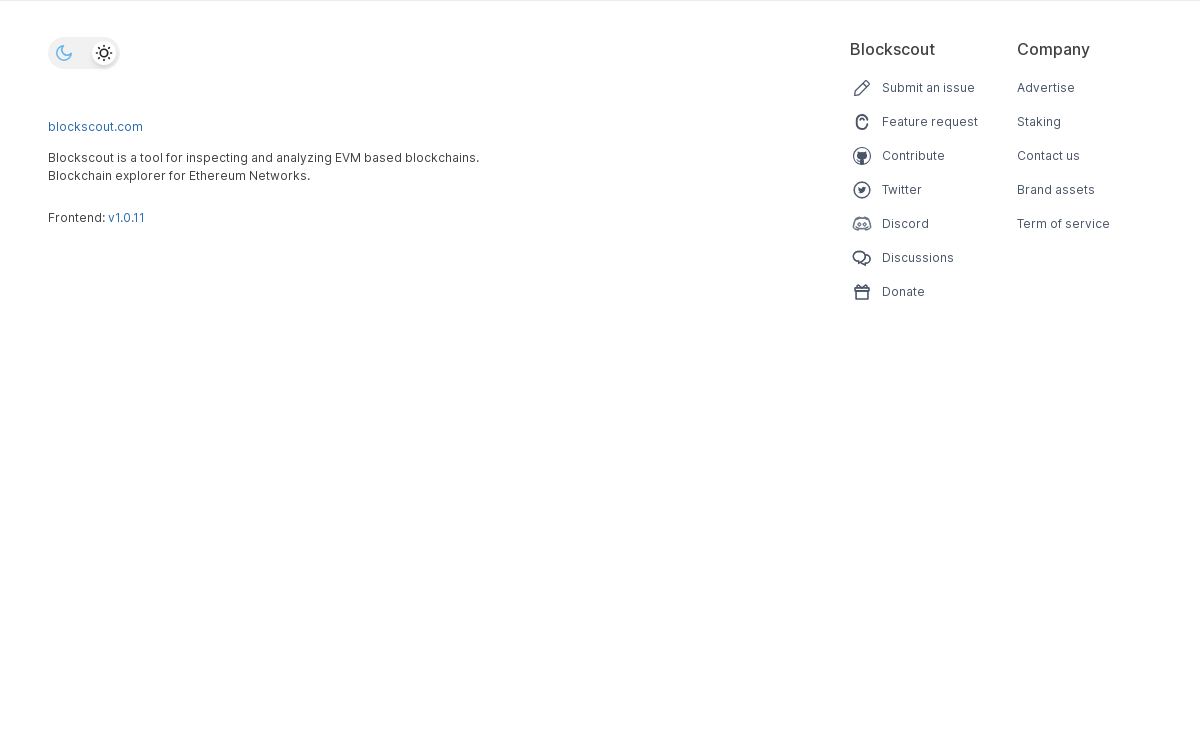 blockscout.com
Blockscout is a tool for inspecting and analyzing EVM based blockchains.
Blockchain explorer for Ethereum Networks.
Frontend: v1.0.11
Blockscout
Submit an issue
Feature request
Contribute
Twitter
Discord
Discussions
Donate
Company
Advertise
Staking
Contact us
Brand assets
Term of service